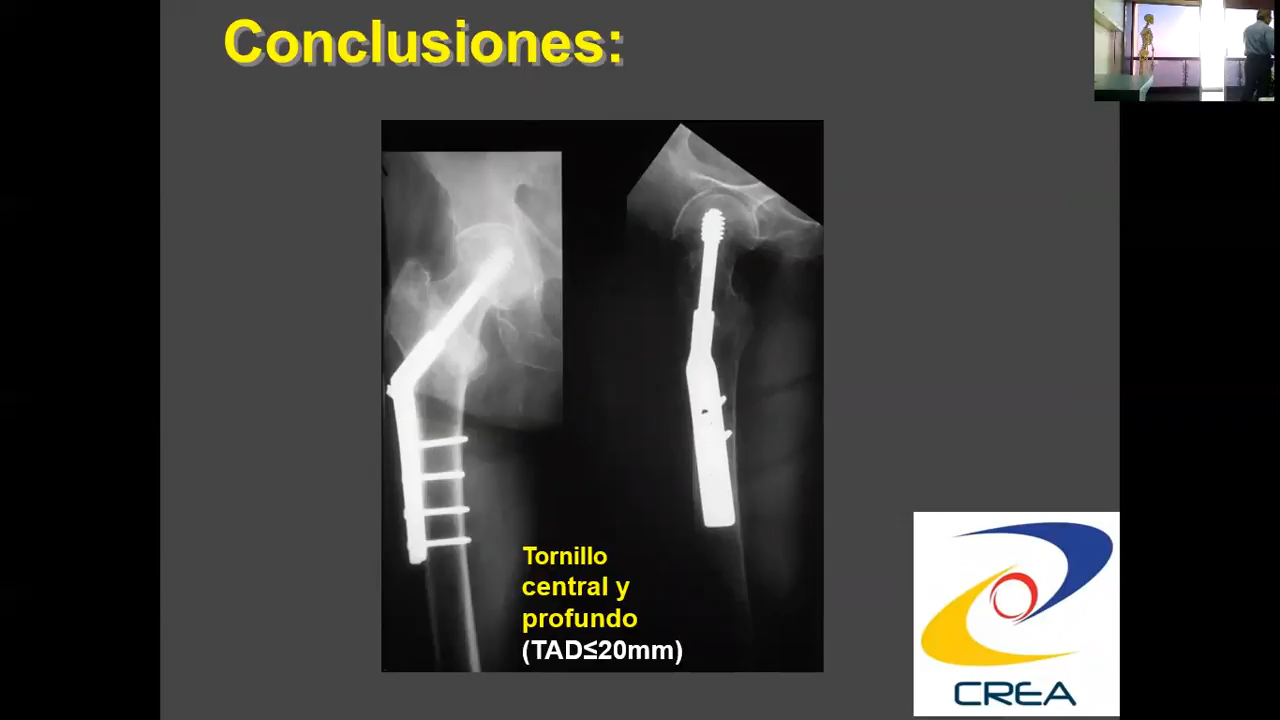 Conclusiones:
Tornillo
central y
profundo
(TAD≤20mm)
CREA